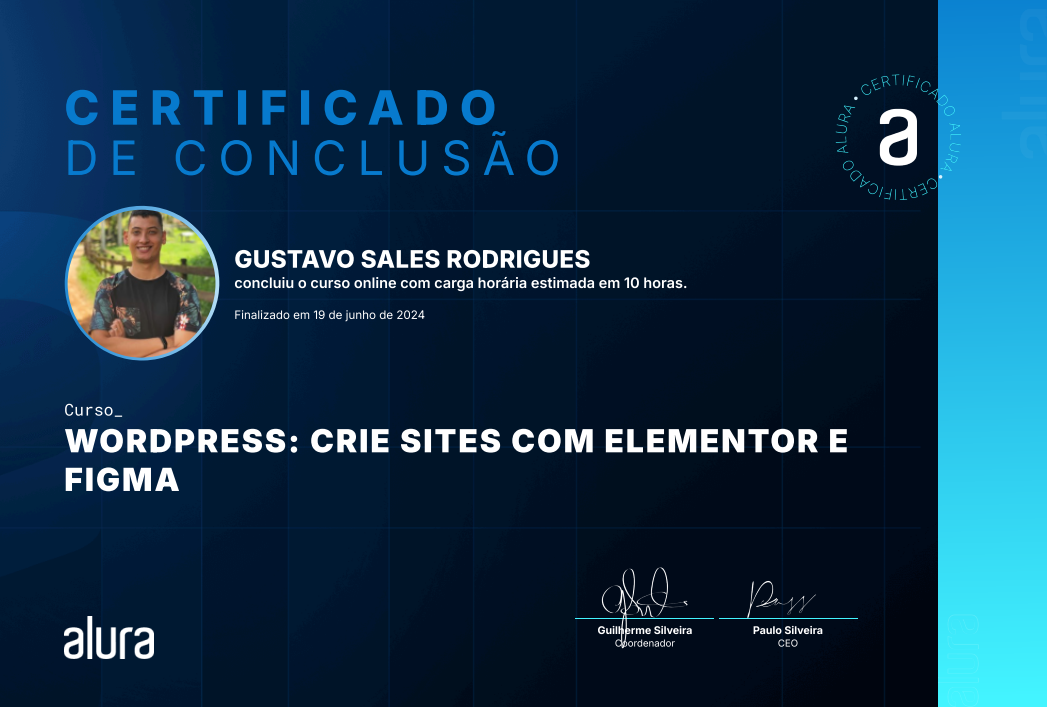 CERTIFICADO
DE CONCLUSÃO
CERTIFICADO ALURA • CERTIFICADO ALURA •
a
GUSTAVO SALES RODRIGUES
concluiu o curso online com carga horária estimada em 10 horas.
Finalizado em 19 de junho de 2024
Curso_
WORDPRESS: CRIE SITES COM ELEMENTOR E
FIGMA
alura
Guilherme Silveira
Coordenador
Paulo Silveira
CEO
alura
alura